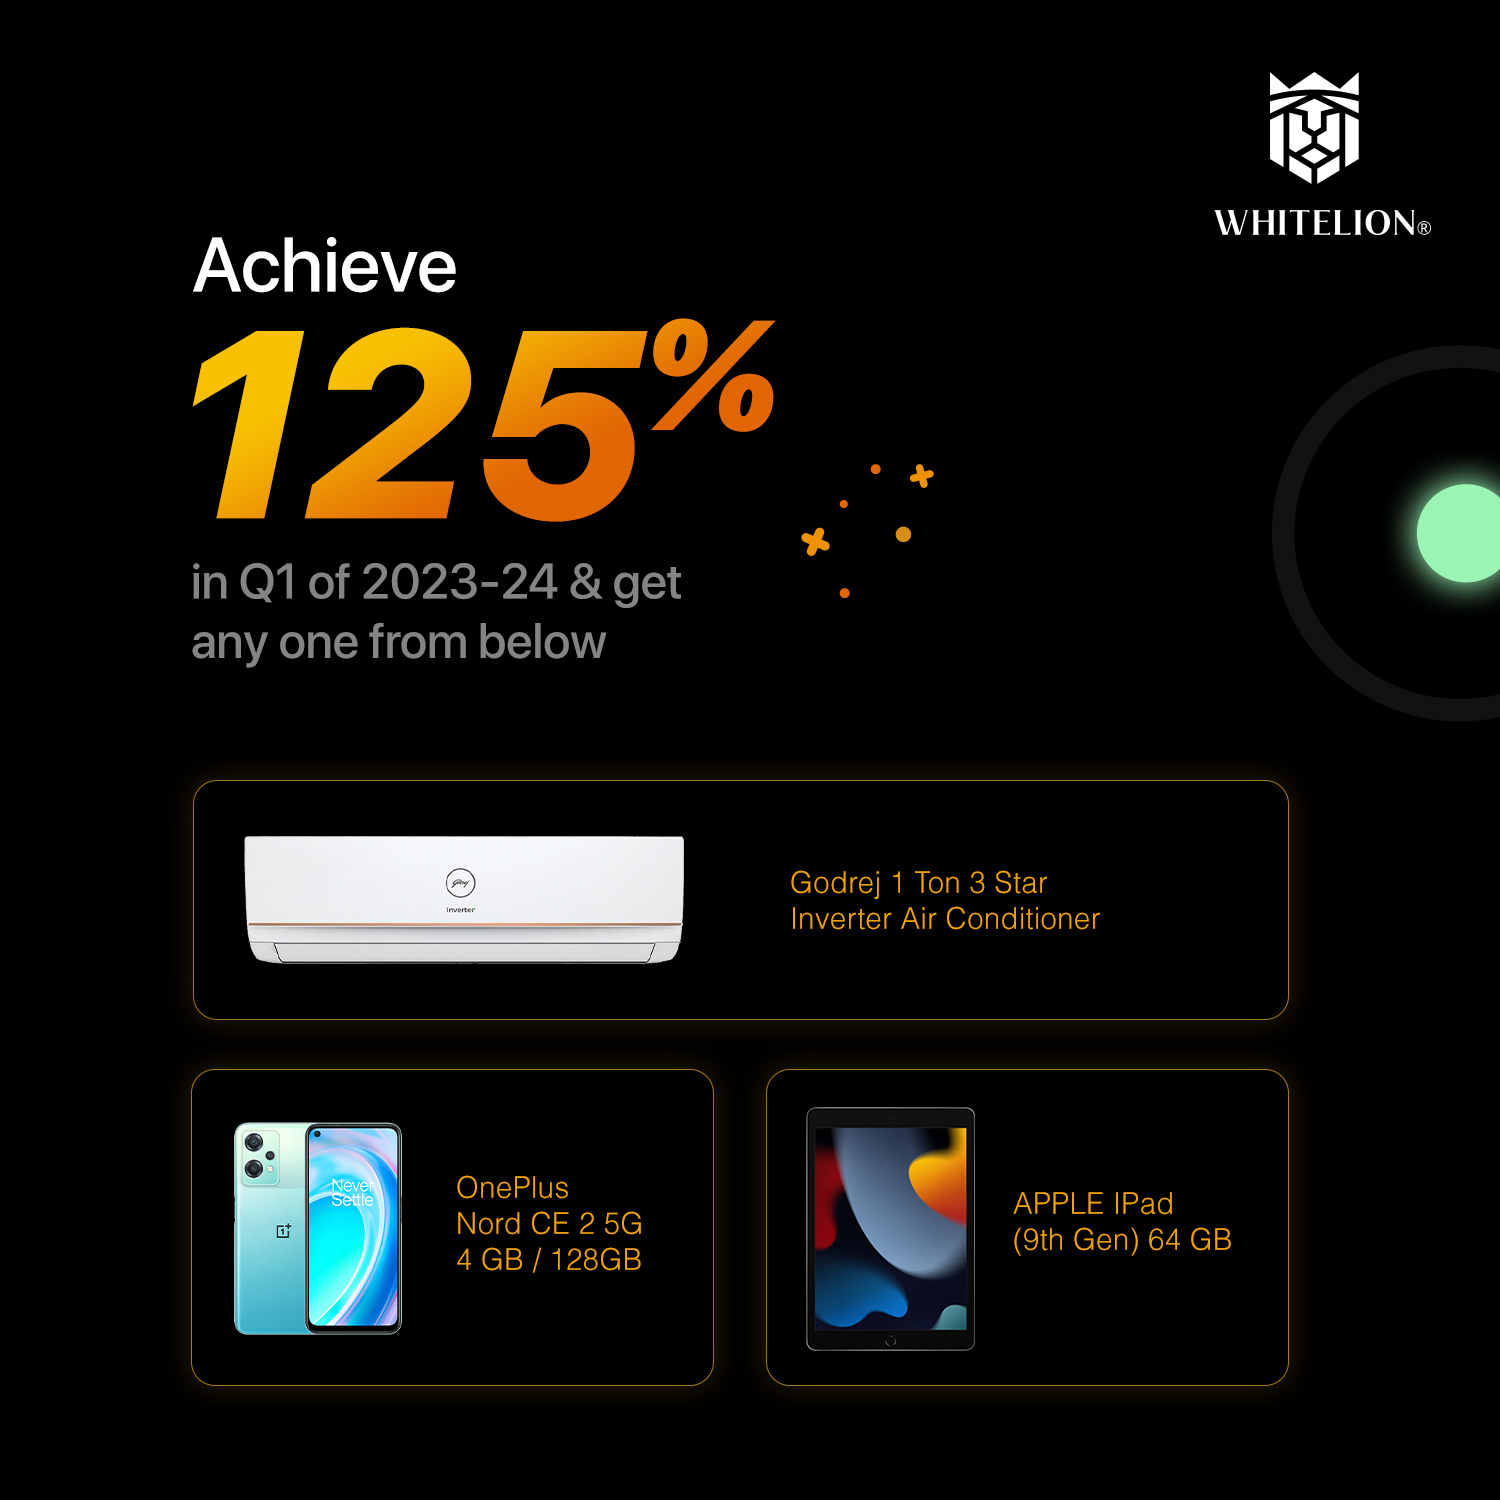 WHITELION®
Achieve
125%
in Q1 of 2023-24 & get
any one from below
Godrej
Inverter
Godrej 1 Ton 3 Star
Inverter Air Conditioner
Never
Settle
OnePlus
Nord CE 2 5G
4 GB / 128GB
APPLE IPad
(9th Gen) 64 GB